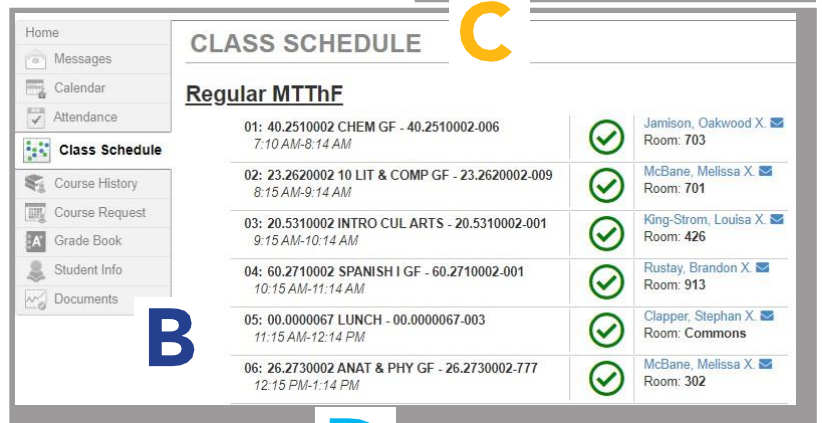 C
Home
CLASS SCHEDULE
Messages
Calendar
Attendance
Class Schedule
Course History
Course Request
Grade Book
Student Info
Documents
B
Regular MTThF
01: 40.2510002 CHEM GF - 40.2510002-006
7:10 AM-8:14 AM
Jamison, Oakwood X.
Room: 703
02: 23.2620002 10 LIT & COMP GF - 23.2620002-009
8:15 AM-9:14 AM
McBane, Melissa X.
Room: 701
03: 20.5310002 INTRO CUL ARTS - 20.5310002-001
9:15 AM-10:14 AM
King-Strom, Louisa X.
Room: 426
04: 60.2710002 SPANISH I GF - 60.2710002-001
10:15 AM-11:14 AM
Rustay, Brandon X.
Room: 913
05: 00.0000067 LUNCH - 00.0000067-003
11:15 AM-12:14 PM
Clapper, Stephan X.
Room: Commons
06: 26.2730002 ANAT & PHY GF - 26.2730002-777
12:15 PM-1:14 PM
McBane, Melissa X.
Room: 302